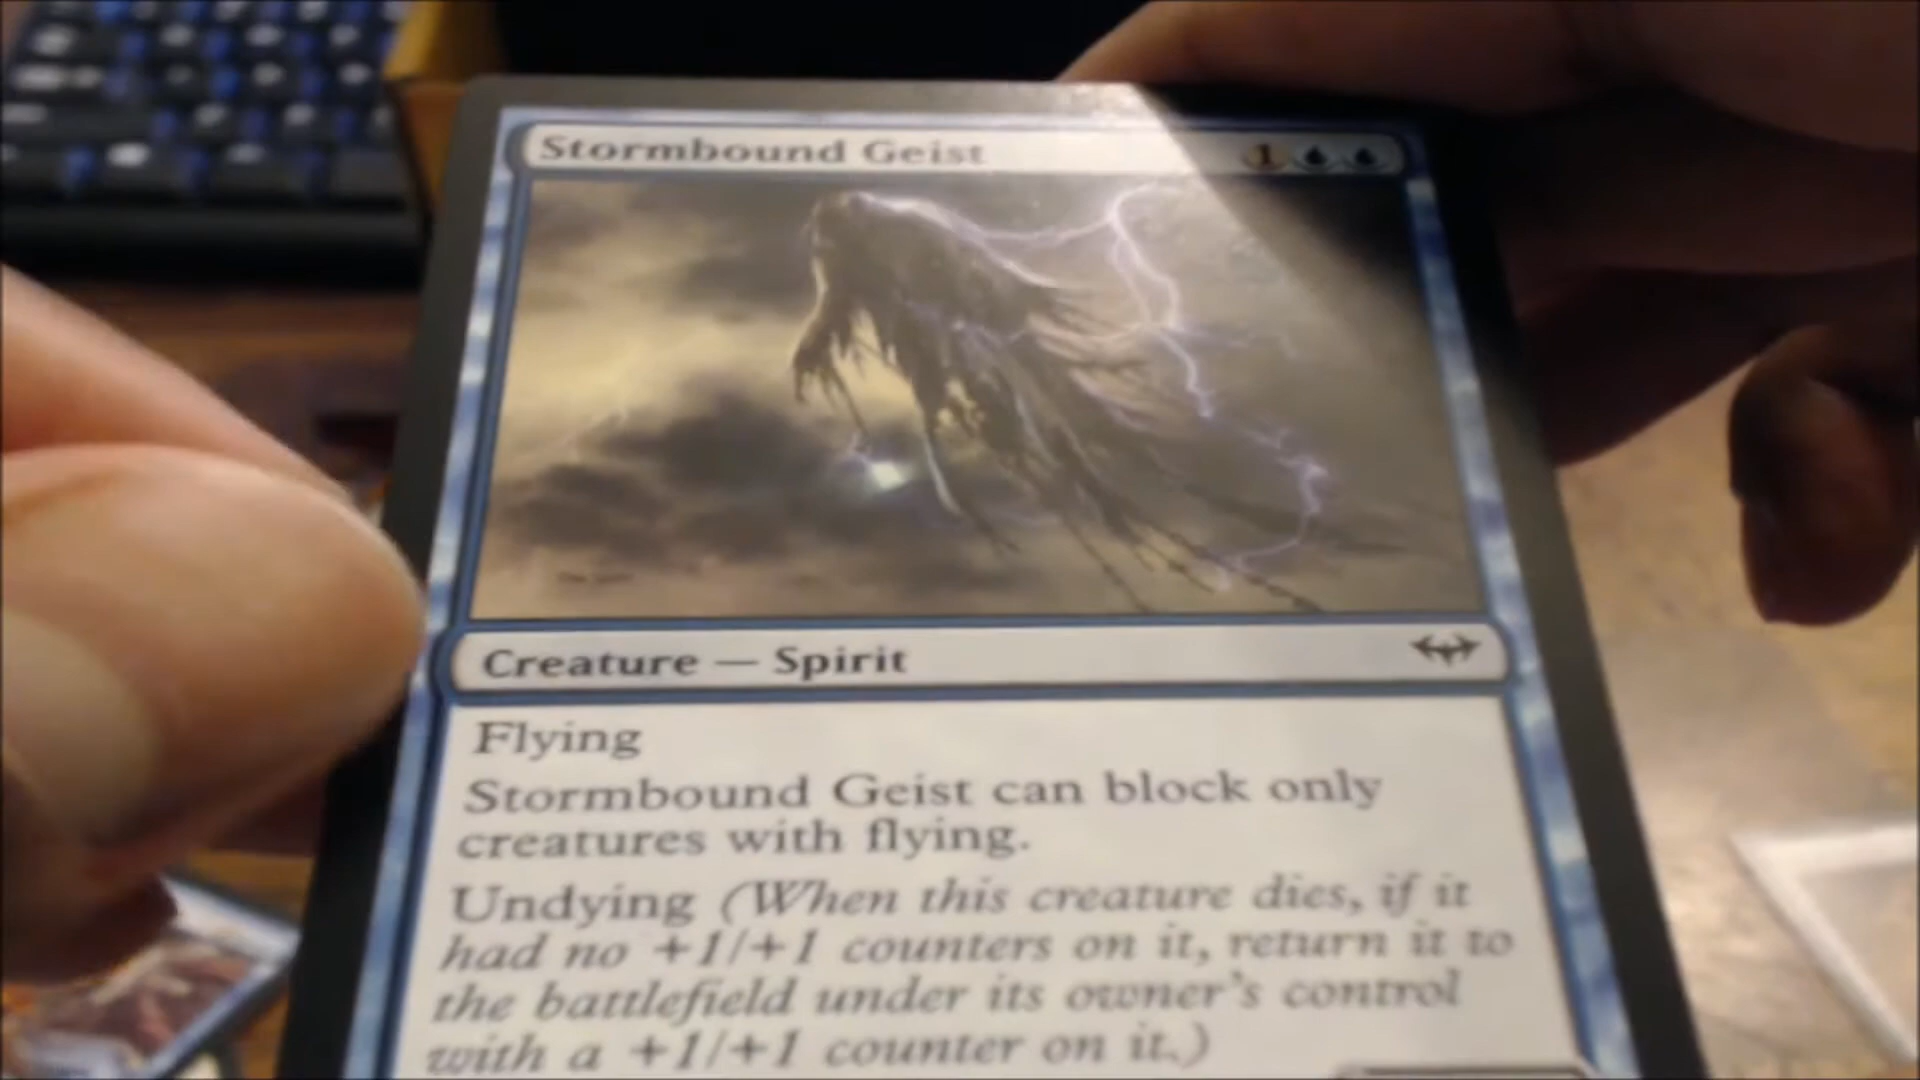 Stormbound Geist 1
Creature — Spirit
Flying
Stormbound Geist can block only
creatures with flying.
Undying (When this creature dies, if it
had no +1/+1 counters on it, return it to
the battlefield under its owner's control
with a +1/+1 counter on it.)